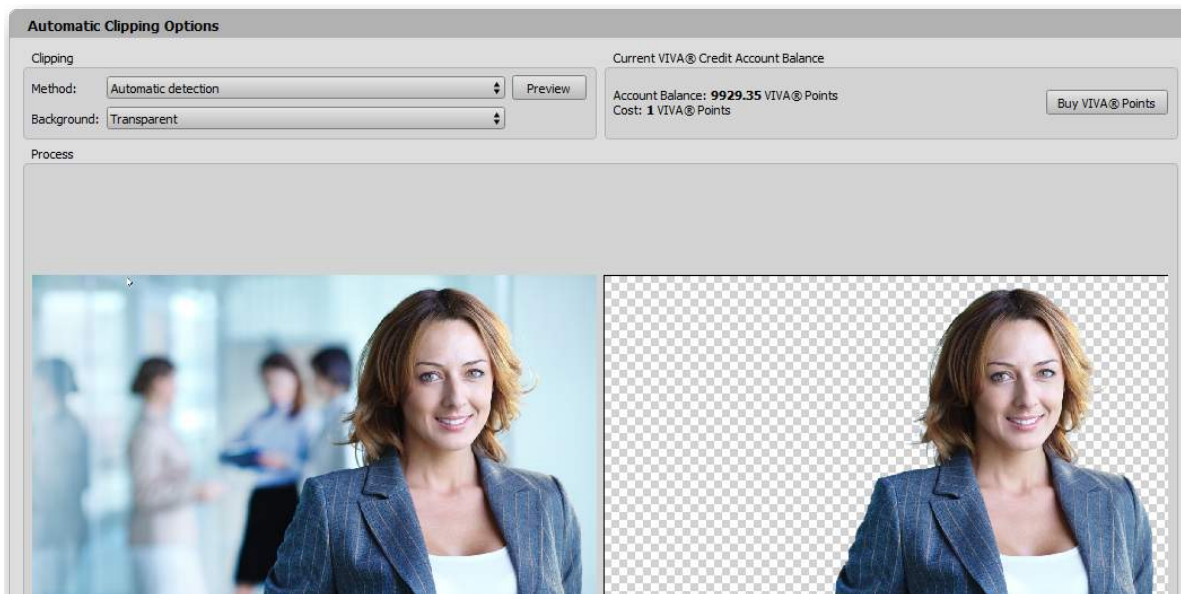 Automatic Clipping Options
Clipping
Method: Automatic detection Preview
Background: Transparent
Current VIVA® Credit Account Balance
Account Balance: 9929.35 VIVA® Points
Cost: 1 VIVA® Points
Buy VIVA® Points
Process